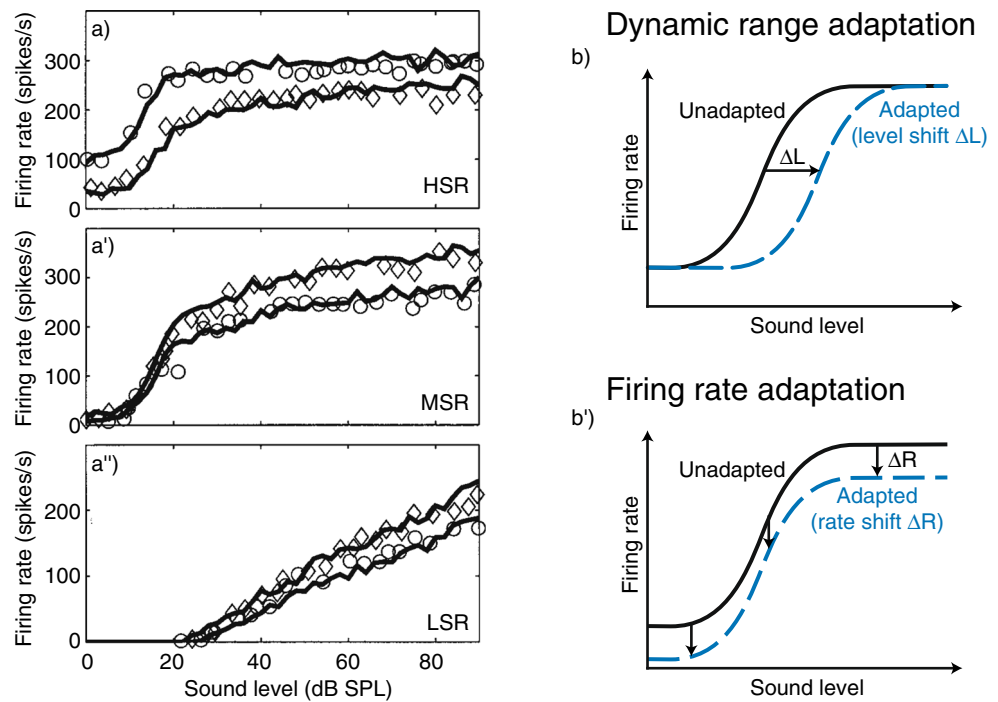 a)
Firing rate (spikes/s)
300
200
100
0
HSR
a')
Firing rate (spikes/s)
300
200
100
0
MSR
a'')
Firing rate (spikes/s)
200
100
0
LSR
0 20 40 60 80
Sound level (dB SPL)
Dynamic range adaptation
b)
Unadapted
Adapted
(level shift ΔL)
ΔL
Firing rate
Sound level
Firing rate adaptation
b')
Unadapted
ΔR
Adapted
(rate shift ΔR)
Firing rate
Sound level